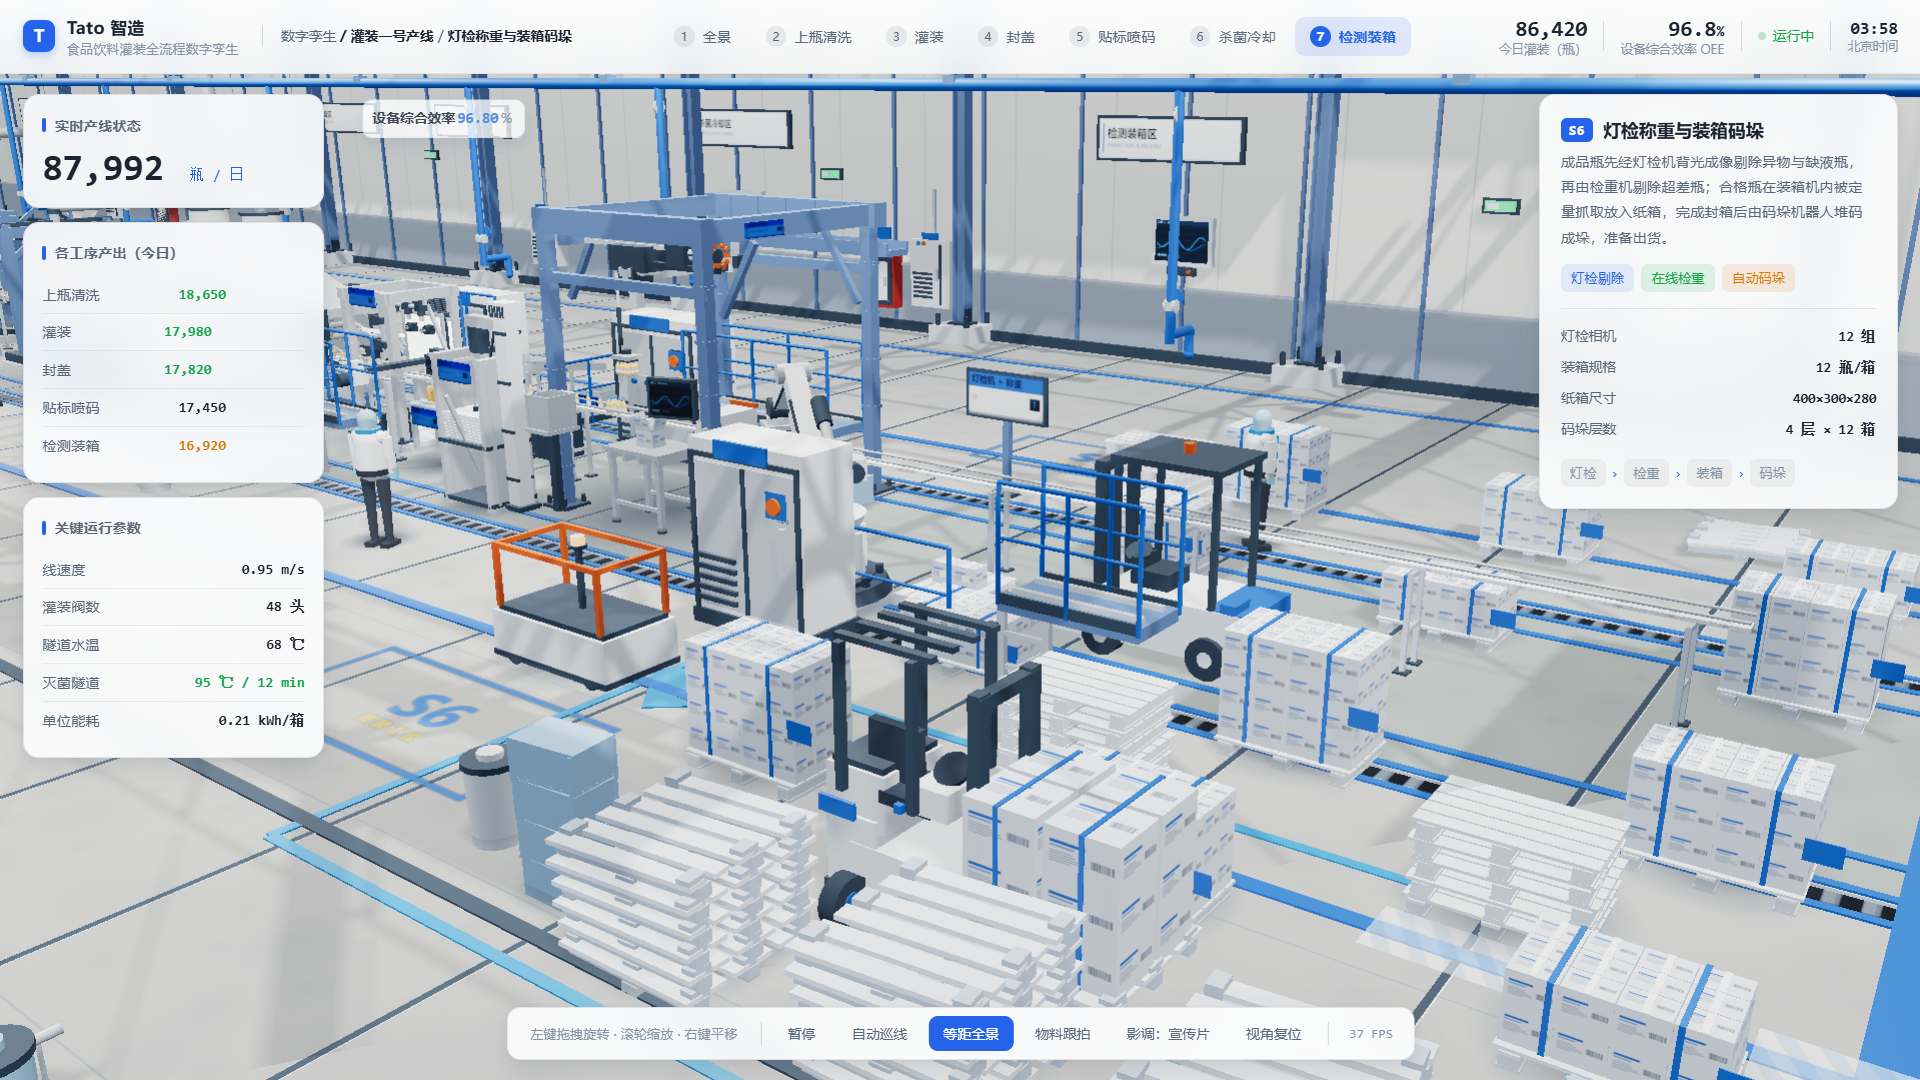 T
Tato 智造
食品饮料灌装全流程数字孪生
数字孪生 / 灌装一号产线 / 灯检称重与装箱码垛
1 全景
2 上瓶清洗
3 灌装
4 封盖
5 贴标喷码
6 杀菌冷却
7 检测装箱
86,420
今日灌装（瓶）
96.8%
设备综合效率 OEE
运行中
03:58
北京时间
实时产线状态
87,992 瓶 / 日
设备综合效率 96.80 %
各工序产出（今日）
上瓶清洗 18,650
灌装 17,980
封盖 17,820
贴标喷码 17,450
检测装箱 16,920
关键运行参数
线速度 0.95 m/s
灌装阀数 48 头
隧道水温 68 ℃
灭菌隧道 95 ℃ / 12 min
单位能耗 0.21 kWh/箱
S6 灯检称重与装箱码垛
成品瓶先经灯检机背光成像剔除异物与缺液瓶，
再由检重机剔除超差瓶；合格瓶在装箱机内被定
量抓取放入纸箱，完成封箱后由码垛机器人堆码
成垛，准备出货。
灯检剔除 在线检重 自动码垛
灯检相机 12 组
装箱规格 12 瓶/箱
纸箱尺寸 400×300×280
码垛层数 4 层 × 12 箱
灯检 › 检重 › 装箱 › 码垛
检测装箱区
灯检机 + 称重
S6
左键拖拽旋转 · 滚轮缩放 · 右键平移
暂停
自动巡线
等距全景
物料跟拍
影调：宣传片
视角复位
37 FPS